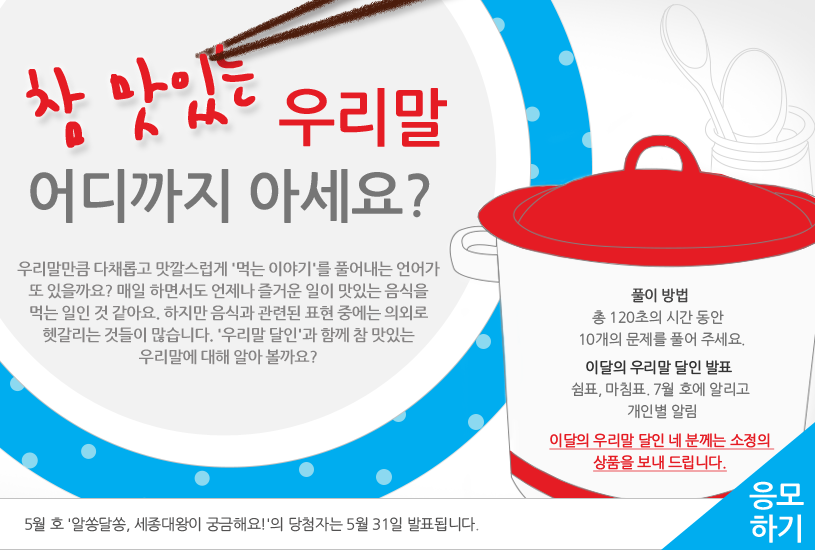 참 맛있는 우리말
어디까지 아세요?
우리말만큼 다채롭고 맛깔스럽게 '먹는 이야기'를 풀어내는 언어가
또 있을까요? 매일 하면서도 언제나 즐거운 일이 맛있는 음식을
먹는 일인 것 같아요. 하지만 음식과 관련된 표현 중에는 의외로
헷갈리는 것들이 많습니다. '우리말 달인'과 함께 참 맛있는
우리말에 대해 알아 볼까요?
풀이 방법
총 120초의 시간 동안
10개의 문제를 풀어 주세요.
이달의 우리말 달인 발표
쉼표, 마침표. 7월 호에 알리고
개인별 알림
이달의 우리말 달인 네 분께는 소정의
상품을 보내 드립니다.
응모
하기
5월 호 '알쏭달쏭, 세종대왕이 궁금해요!'의 당첨자는 5월 31일 발표됩니다.